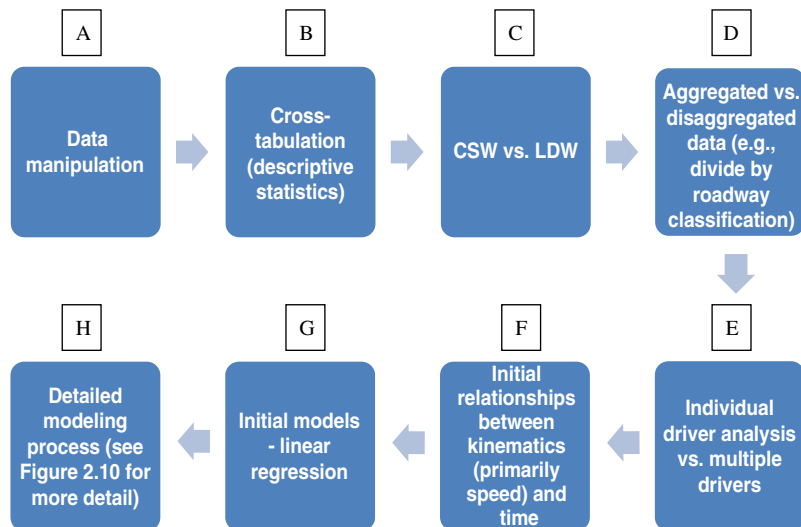 A
B
C
D
Data
manipulation
Cross-
tabulation
(descriptive
statistics)
CSW vs. LDW
Aggregated vs.
disaggregated
data (e.g.,
divide by
roadway
classification)
E
F
G
H
Individual
driver analysis
vs. multiple
drivers
Initial
relationships
between
kinematics
(primarily
speed) and
time
Initial models
- linear
regression
Detailed
modeling
process (see
Figure 2.10 for
more detail)